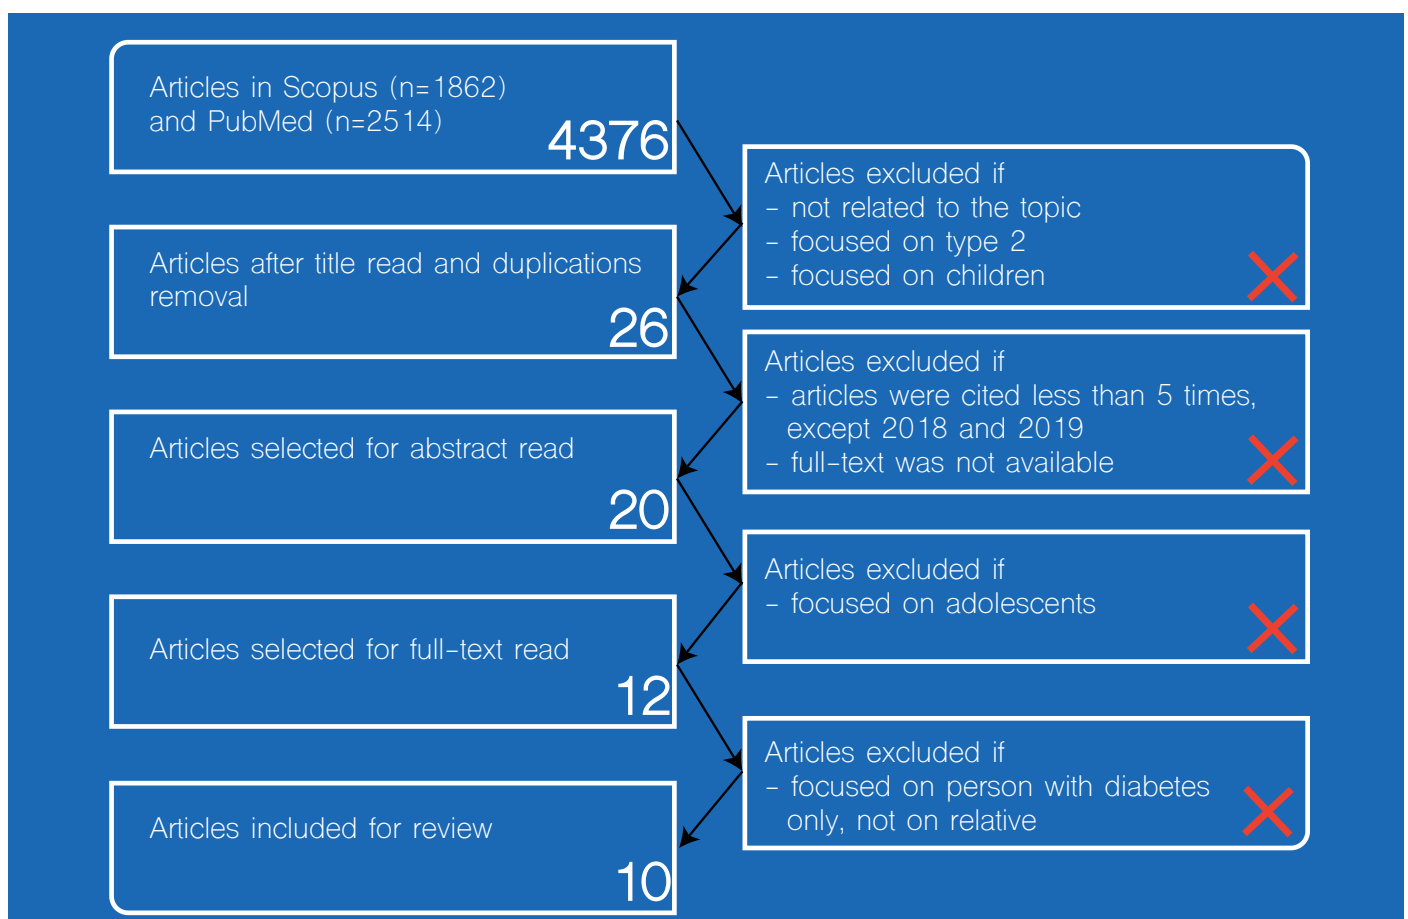 Articles in Scopus (n=1862)
and PubMed (n=2514)
4376
Articles excluded if
- not related to the topic
- focused on type 2
- focused on children
Articles after title read and duplications
removal
26
Articles excluded if
- articles were cited less than 5 times,
except 2018 and 2019
- full-text was not available
Articles selected for abstract read
20
Articles excluded if
- focused on adolescents
Articles selected for full-text read
12
Articles excluded if
- focused on person with diabetes
only, not on relative
Articles included for review
10